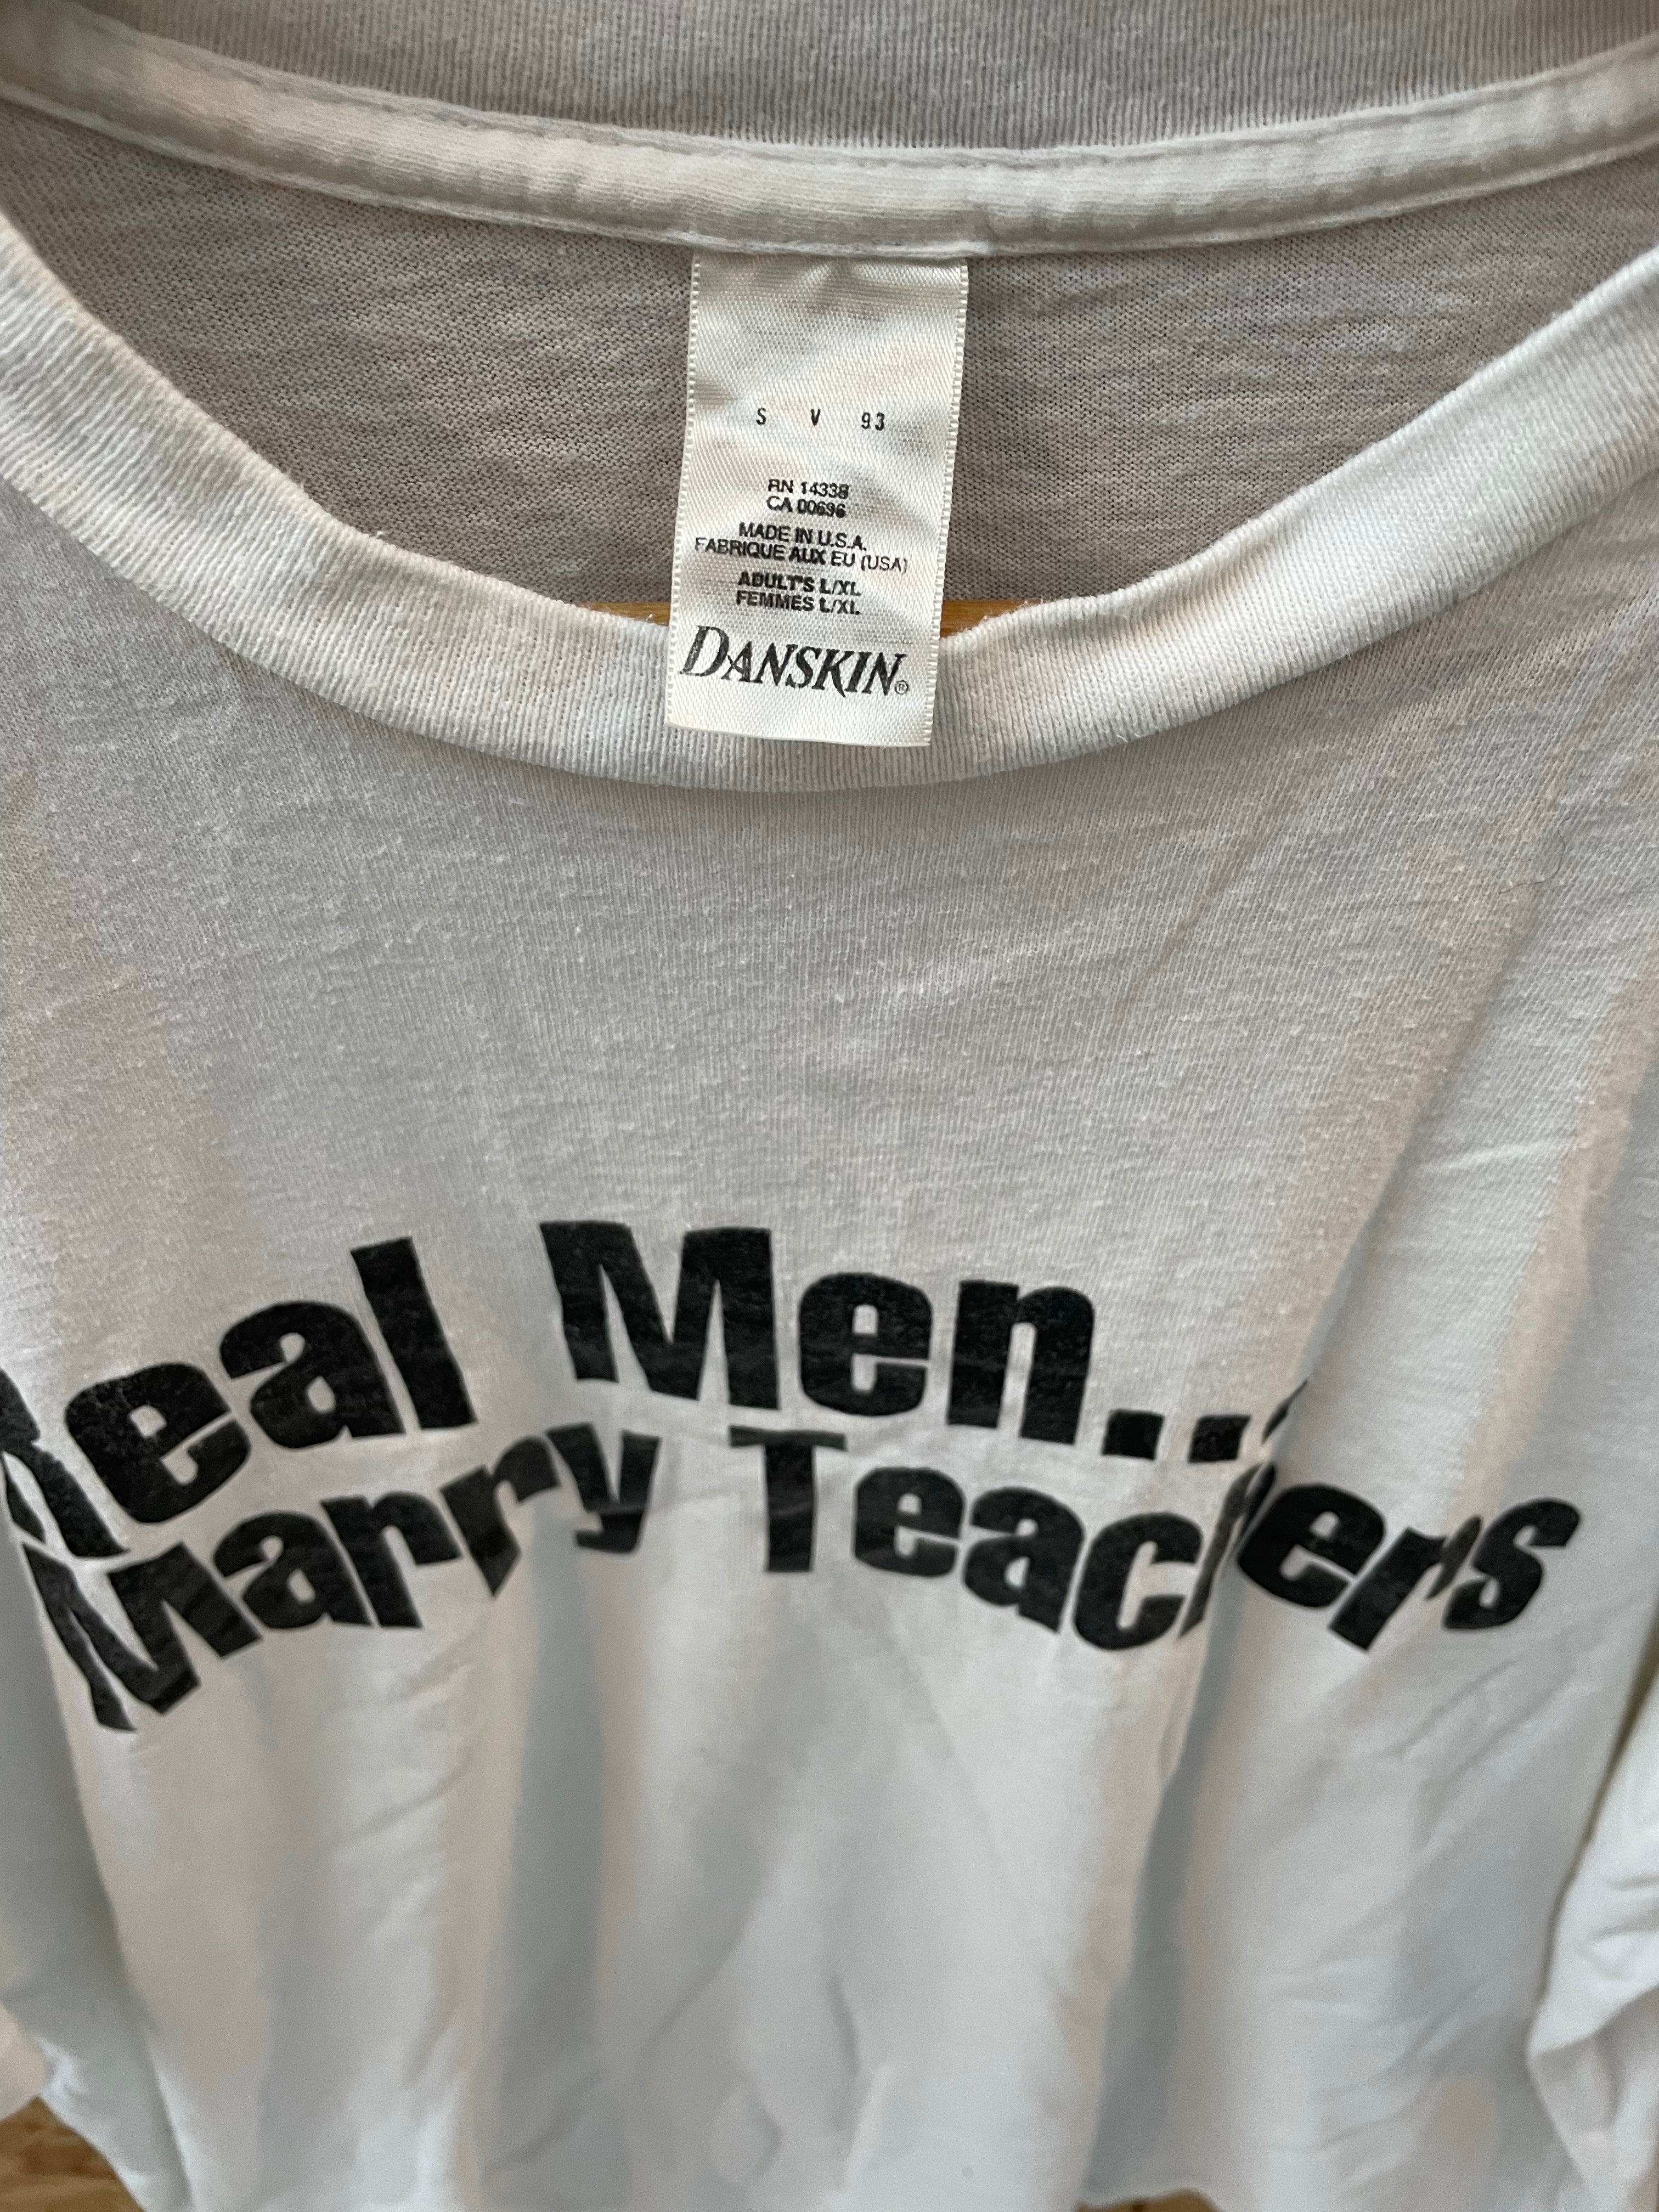 S V 93
RN 14338
CA 00696
MADE IN U.S.A.
FABRIQUE AUX EU (USA)
ADULT'S L/XL
FEMMES L/XL
DANSKIN®
Real Men...
Marry Teachers